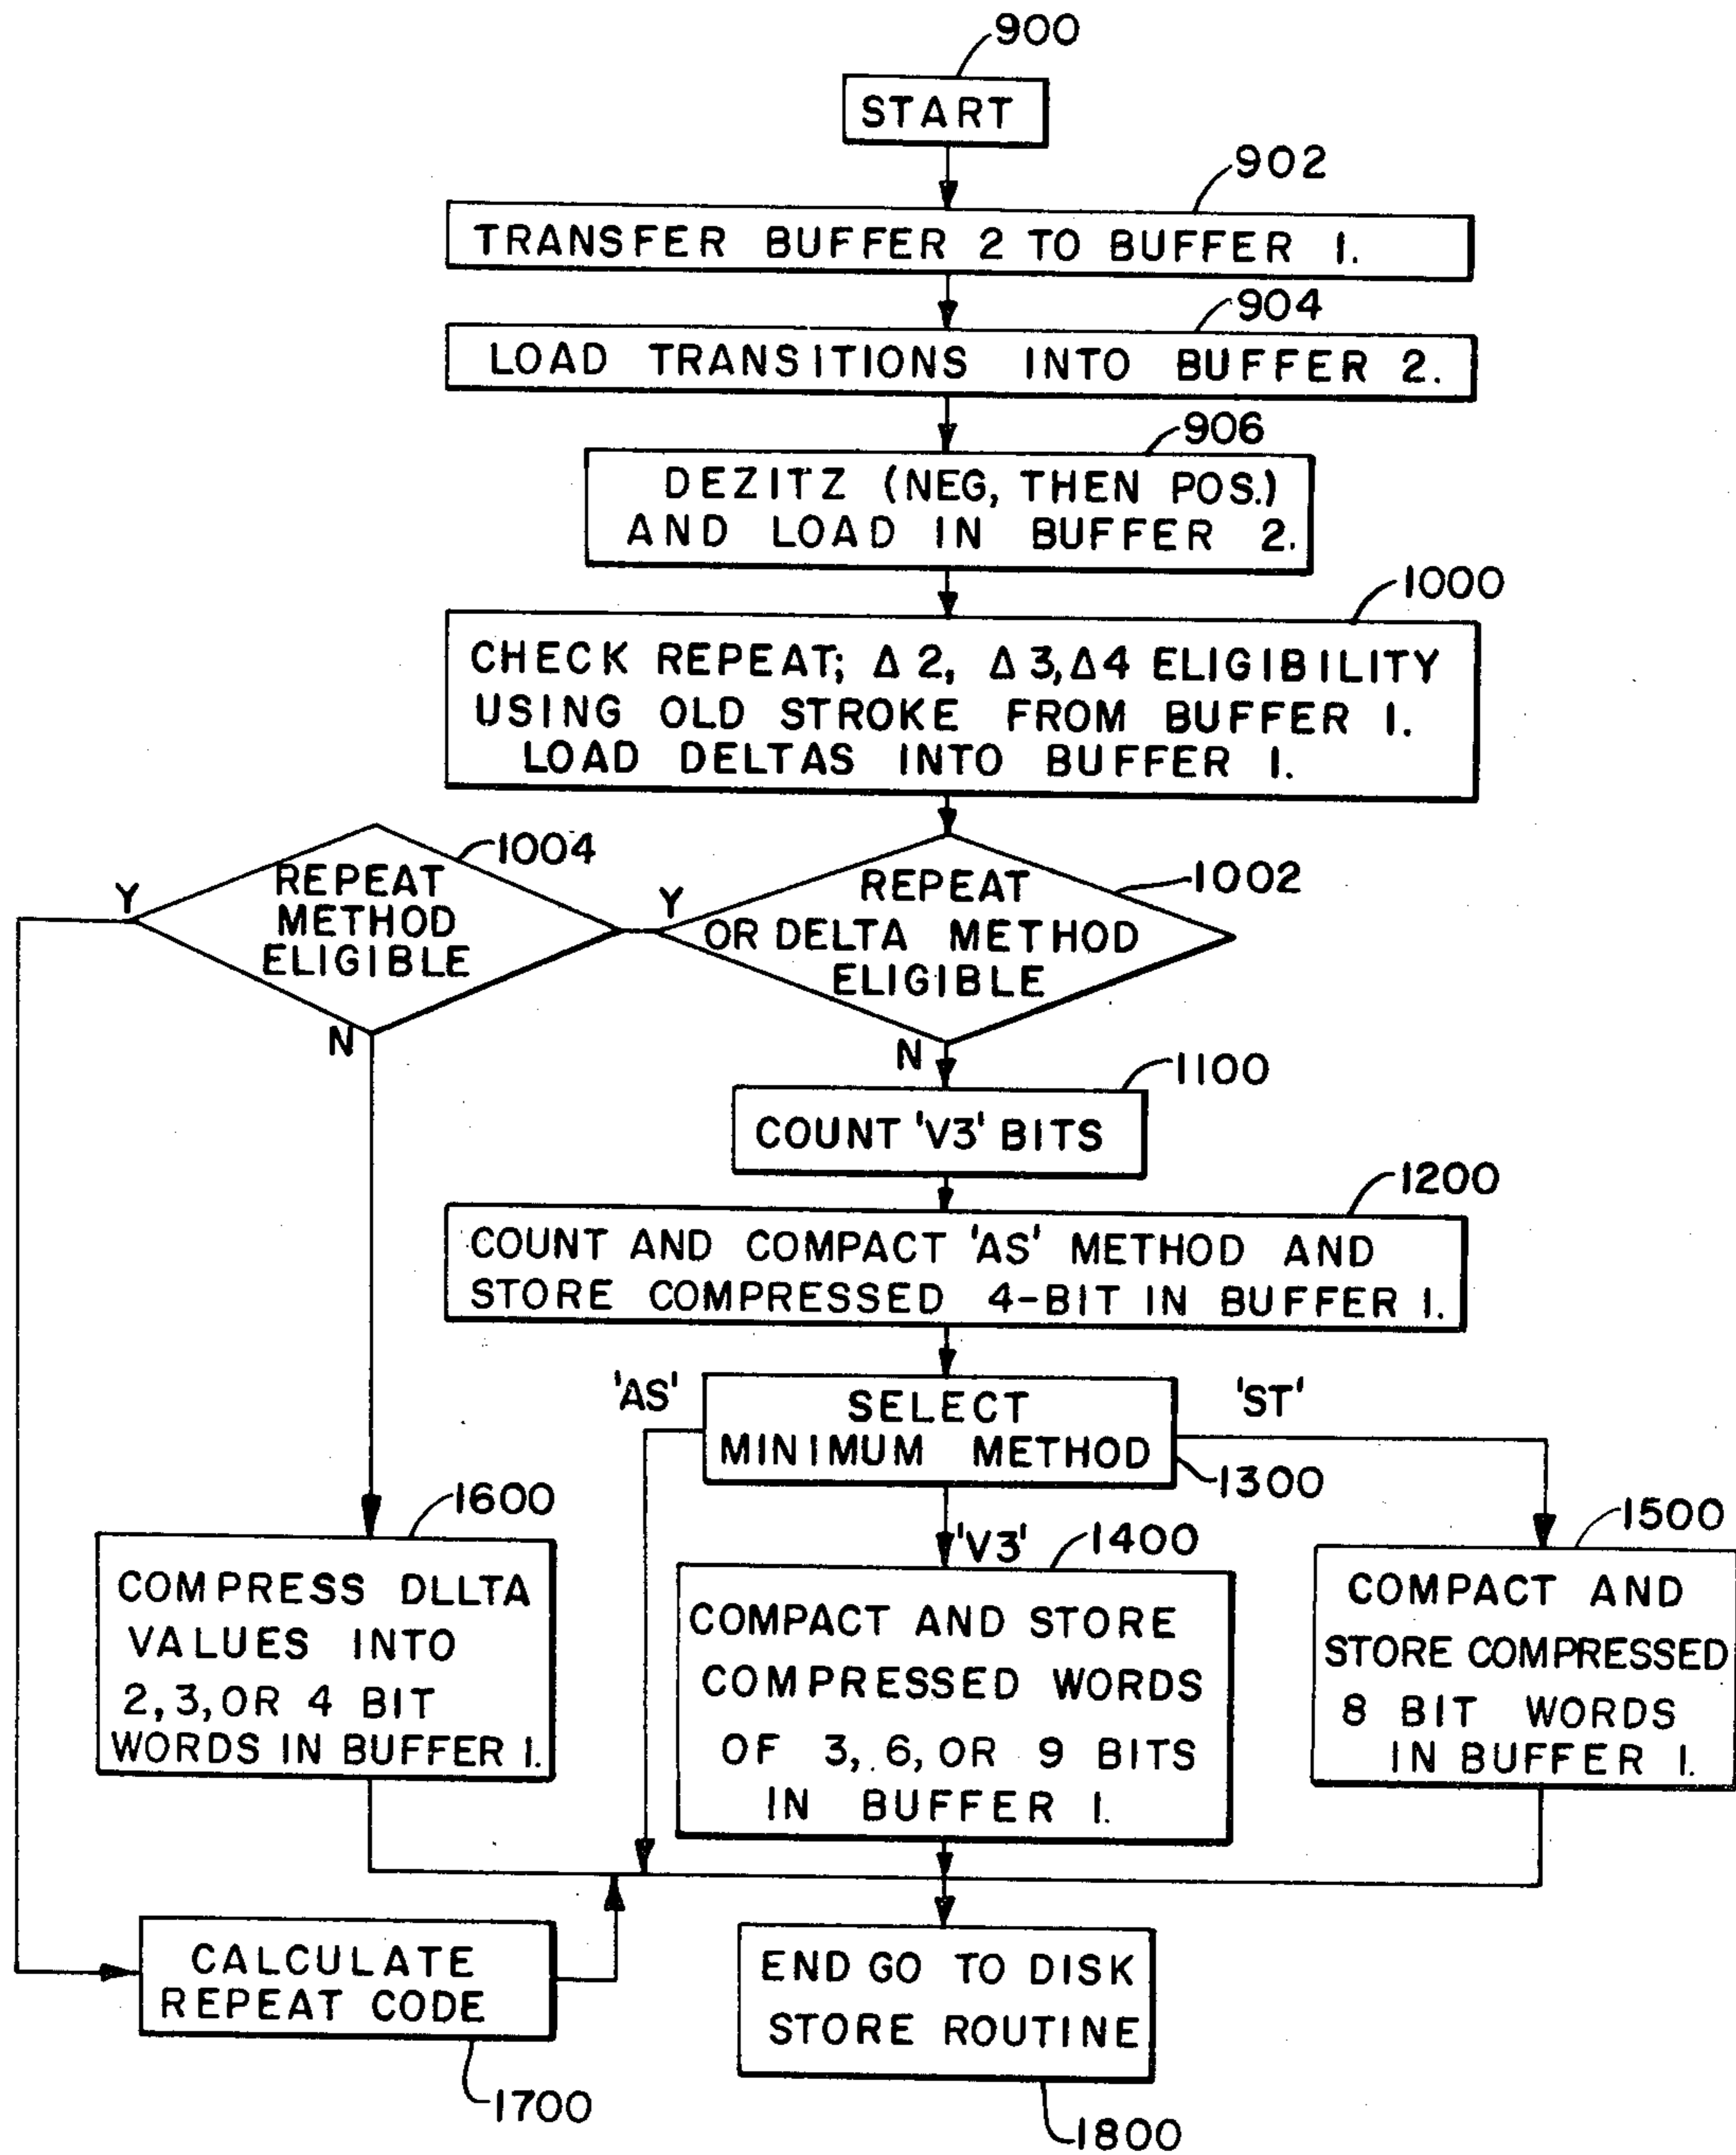 900
START
902
TRANSFER BUFFER 2 TO BUFFER 1.
904
LOAD TRANSITIONS INTO BUFFER 2.
906
DEZITZ (NEG, THEN POS.)
AND LOAD IN BUFFER 2.
1000
CHECK REPEAT; Δ2, Δ3, Δ4 ELIGIBILITY
USING OLD STROKE FROM BUFFER 1.
LOAD DELTAS INTO BUFFER 1.
1004
REPEAT
METHOD
ELIGIBLE
Y
N
1002
REPEAT
OR DELTA METHOD
ELIGIBLE
Y
N
1100
COUNT 'V3' BITS
1200
COUNT AND COMPACT 'AS' METHOD AND
STORE COMPRESSED 4-BIT IN BUFFER 1.
'AS'
SELECT
MINIMUM METHOD
'ST'
1300
1600
COMPRESS DLLTA
VALUES INTO
2, 3, OR 4 BIT
WORDS IN BUFFER 1.
'V3'
1400
COMPACT AND STORE
COMPRESSED WORDS
OF 3, 6, OR 9 BITS
IN BUFFER 1.
1500
COMPACT AND
STORE COMPRESSED
8 BIT WORDS
IN BUFFER 1.
CALCULATE
REPEAT CODE
1700
END GO TO DISK
STORE ROUTINE
1800